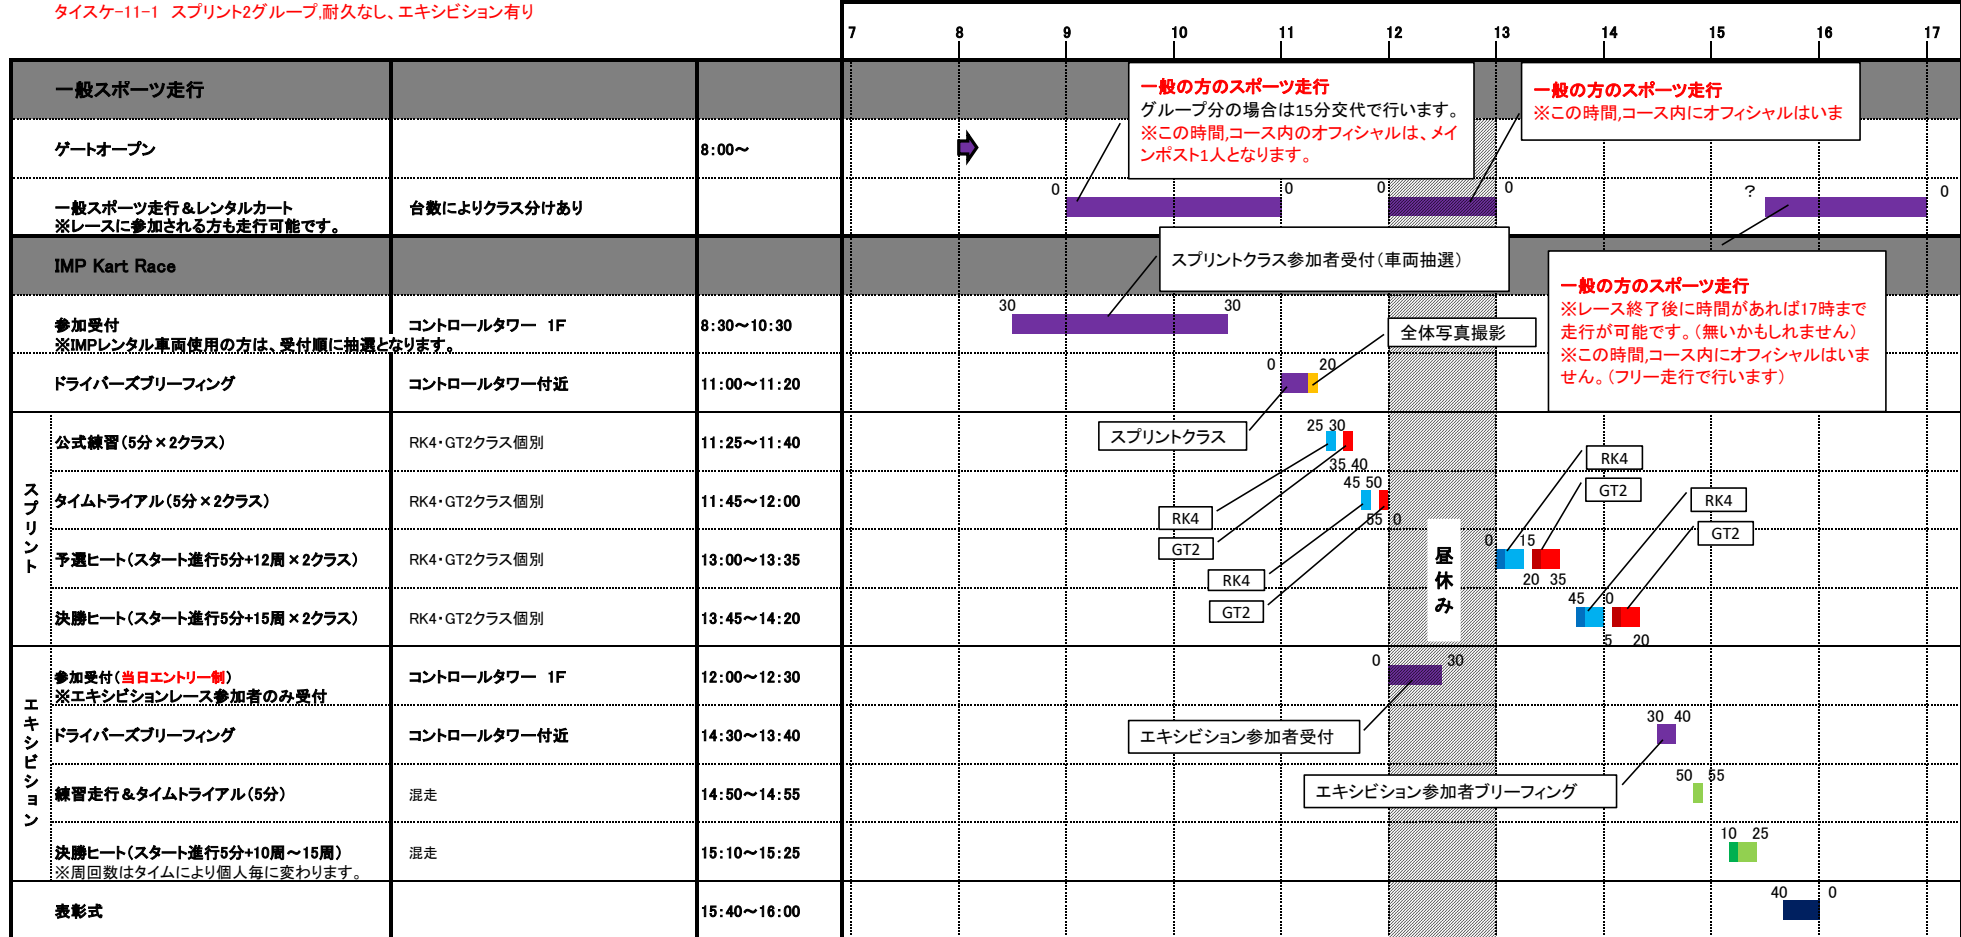 タイスケ-11-1 スプリント2グループ,耐久なし、エキシビション有り
7 8 9 10 11 12 13 14 15 16 17
一般スポーツ走行
一般の方のスポーツ走行
グループ分の場合は15分交代で行います。
※この時間,コース内のオフィシャルは、メイ
ンポスト1人となります。
一般の方のスポーツ走行
※この時間,コース内にオフィシャルはいま
ゲートオープン 8:00～
一般スポーツ走行&レンタルカート 台数によりクラス分けあり
※レースに参加される方も走行可能です。
0 0 0 0 ? 0
IMP Kart Race
スプリントクラス参加者受付(車両抽選)
一般の方のスポーツ走行
※レース終了後に時間があれば17時まで
走行が可能です。(無いかもしれません)
※この時間,コース内にオフィシャルはいま
せん。(フリー走行で行います)
参加受付 コントロールタワー 1F 8:30～10:30
※IMPレンタル車両使用の方は、受付順に抽選となります。
30 30
全体写真撮影
ドライバーズブリーフィング コントロールタワー付近 11:00～11:20
0 20
スプリントクラス
スプリント
公式練習(5分×2クラス) RK4・GT2クラス個別 11:25～11:40
25 30
35 40
タイムトライアル(5分×2クラス) RK4・GT2クラス個別 11:45～12:00
45 50
55 0
RK4
GT2
RK4
GT2
RK4
GT2
RK4
GT2
予選ヒート(スタート進行5分+12周×2クラス) RK4・GT2クラス個別 13:00～13:35
0 15
20 35
昼休み
決勝ヒート(スタート進行5分+15周×2クラス) RK4・GT2クラス個別 13:45～14:20
45 0
5 20
エキシビション
参加受付(当日エントリー制) コントロールタワー 1F 12:00～12:30
※エキシビションレース参加者のみ受付
0 30
エキシビション参加者受付
ドライバーズブリーフィング コントロールタワー付近 14:30～13:40
30 40
エキシビション参加者ブリーフィング
練習走行&タイムトライアル(5分) 混走 14:50～14:55
50 55
決勝ヒート(スタート進行5分+10周～15周) 混走 15:10～15:25
※周回数はタイムにより個人毎に変わります。
10 25
表彰式 15:40～16:00
40 0